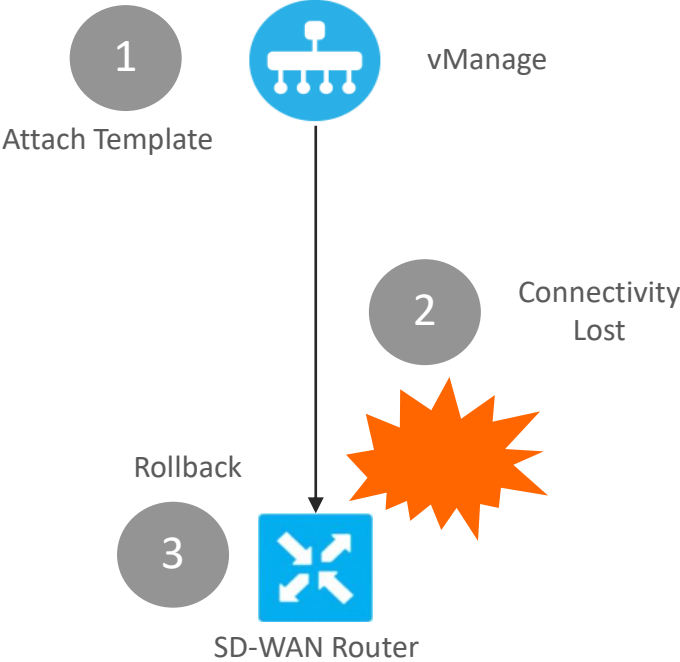 1
vManage
Attach Template
2
Connectivity
Lost
Rollback
3
SD-WAN Router